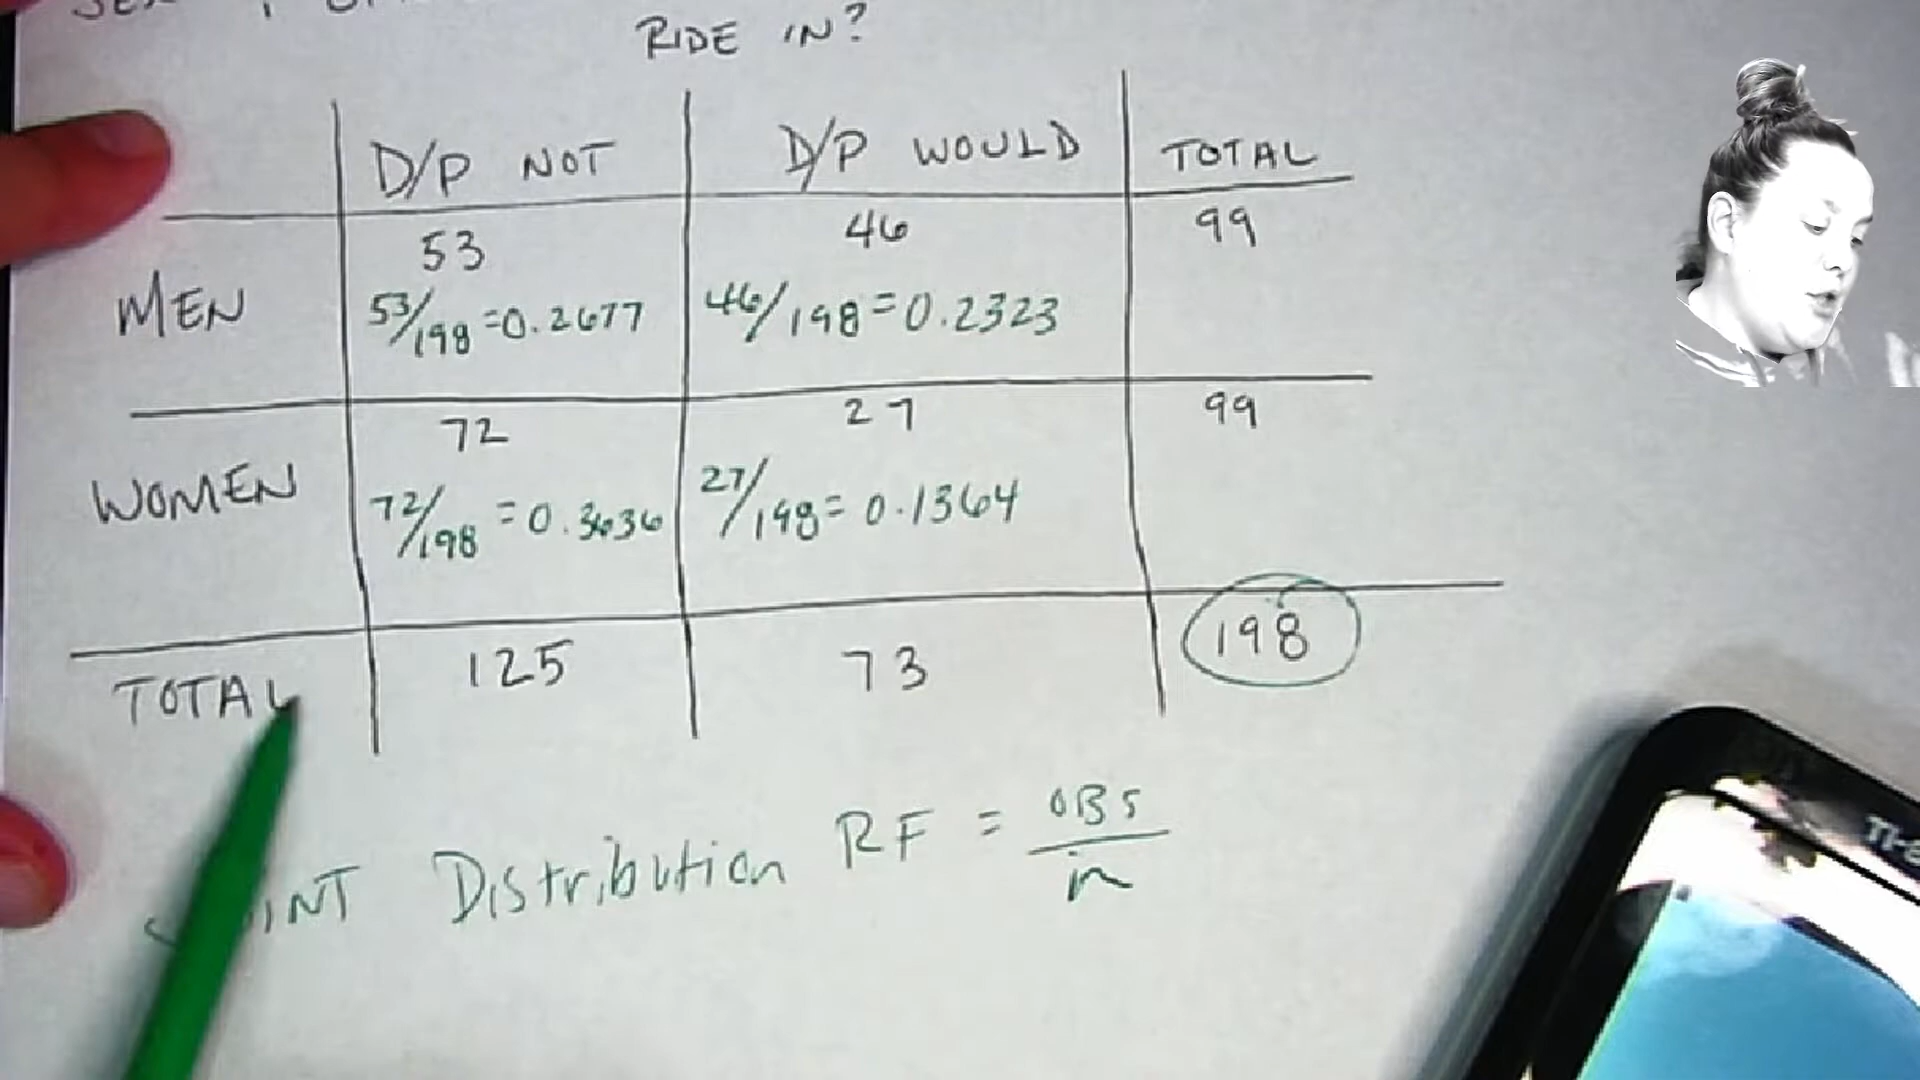 RIDE IN?
D/P NOT D/P WOULD TOTAL
53 46 99
MEN 53/198 = 0.2677 46/198 = 0.2323
72 27 99
WOMEN 72/198 = 0.3636 27/198 = 0.1364
TOTAL 125 73 198
Distribution RF = OBS
n